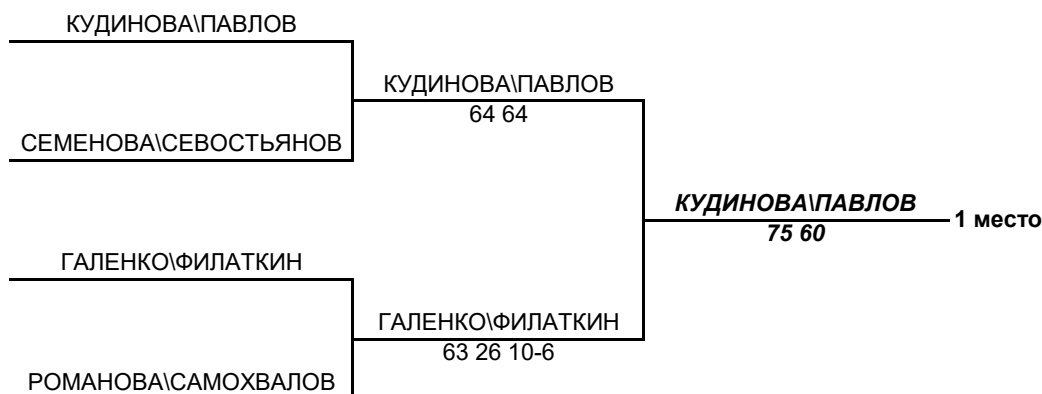 КУДИНОВА\ПАВЛОВ
КУДИНОВА\ПАВЛОВ
64 64
СЕМЕНОВА\СЕВОСТЬЯНОВ
КУДИНОВА\ПАВЛОВ
1 место
75 60
ГАЛЕНКО\ФИЛАТКИН
ГАЛЕНКО\ФИЛАТКИН
63 26 10-6
РОМАНОВА\САМОХВАЛОВ